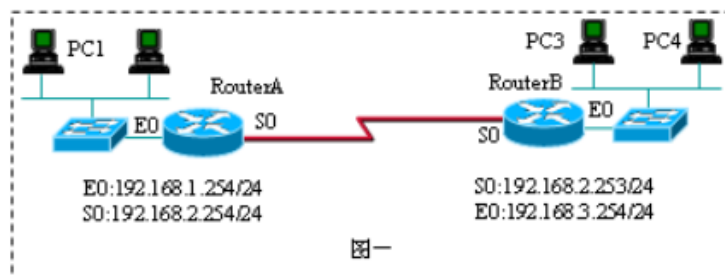 PC1
PC3 PC4
RouterA
RouterB
E0 S0
S0 E0
E0:192.168.1.254/24
S0:192.168.2.254/24
S0:192.168.2.253/24
E0:192.168.3.254/24
图一